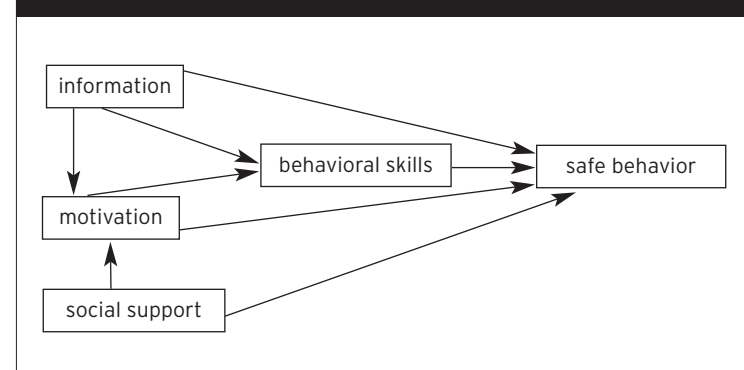 information
behavioral skills
safe behavior
motivation
social support